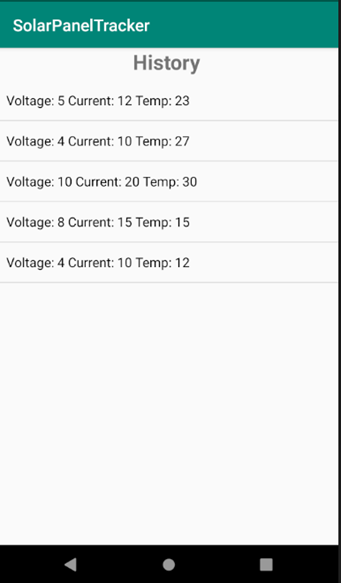 SolarPanelTracker
History
Voltage: 5 Current: 12 Temp: 23
Voltage: 4 Current: 10 Temp: 27
Voltage: 10 Current: 20 Temp: 30
Voltage: 8 Current: 15 Temp: 15
Voltage: 4 Current: 10 Temp: 12